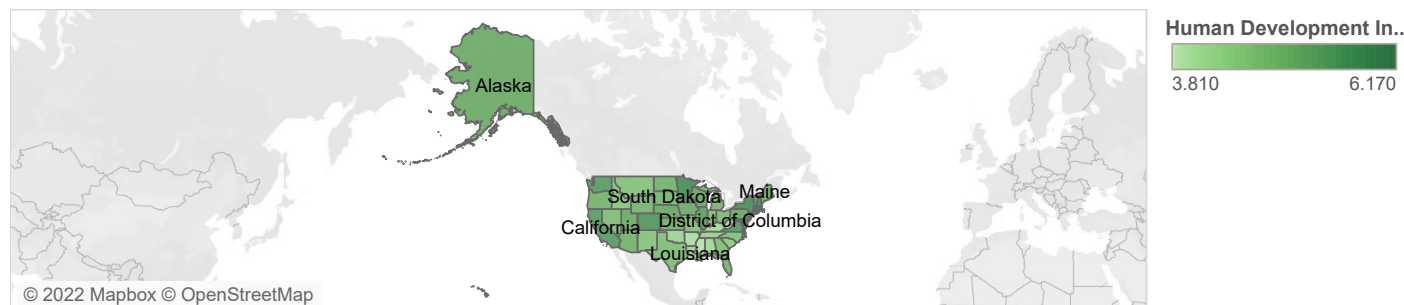 Human Development In..
3.810 6.170
Alaska
South Dakota
Maine
California
District of Columbia
Louisiana
© 2022 Mapbox © OpenStreetMap